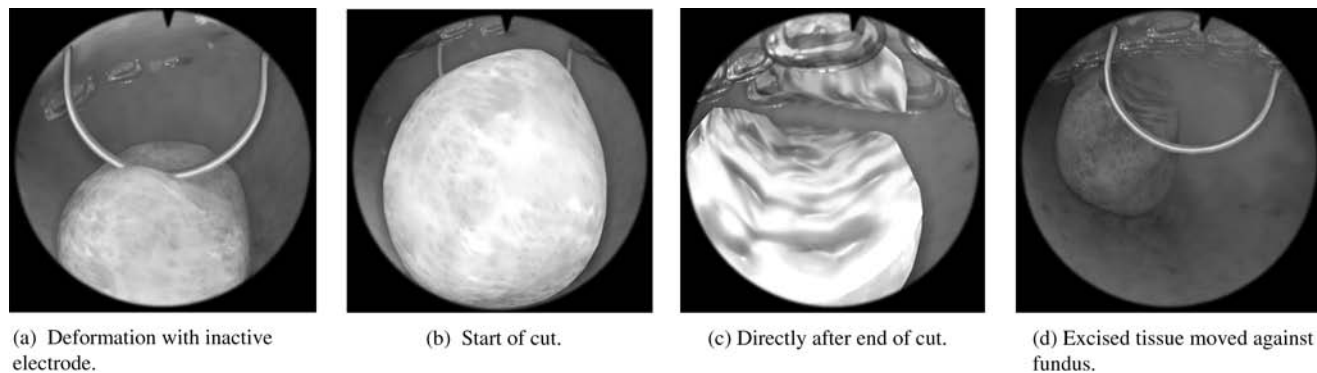 (a) Deformation with inactive
electrode.
(b) Start of cut.
(c) Directly after end of cut.
(d) Excised tissue moved against
fundus.